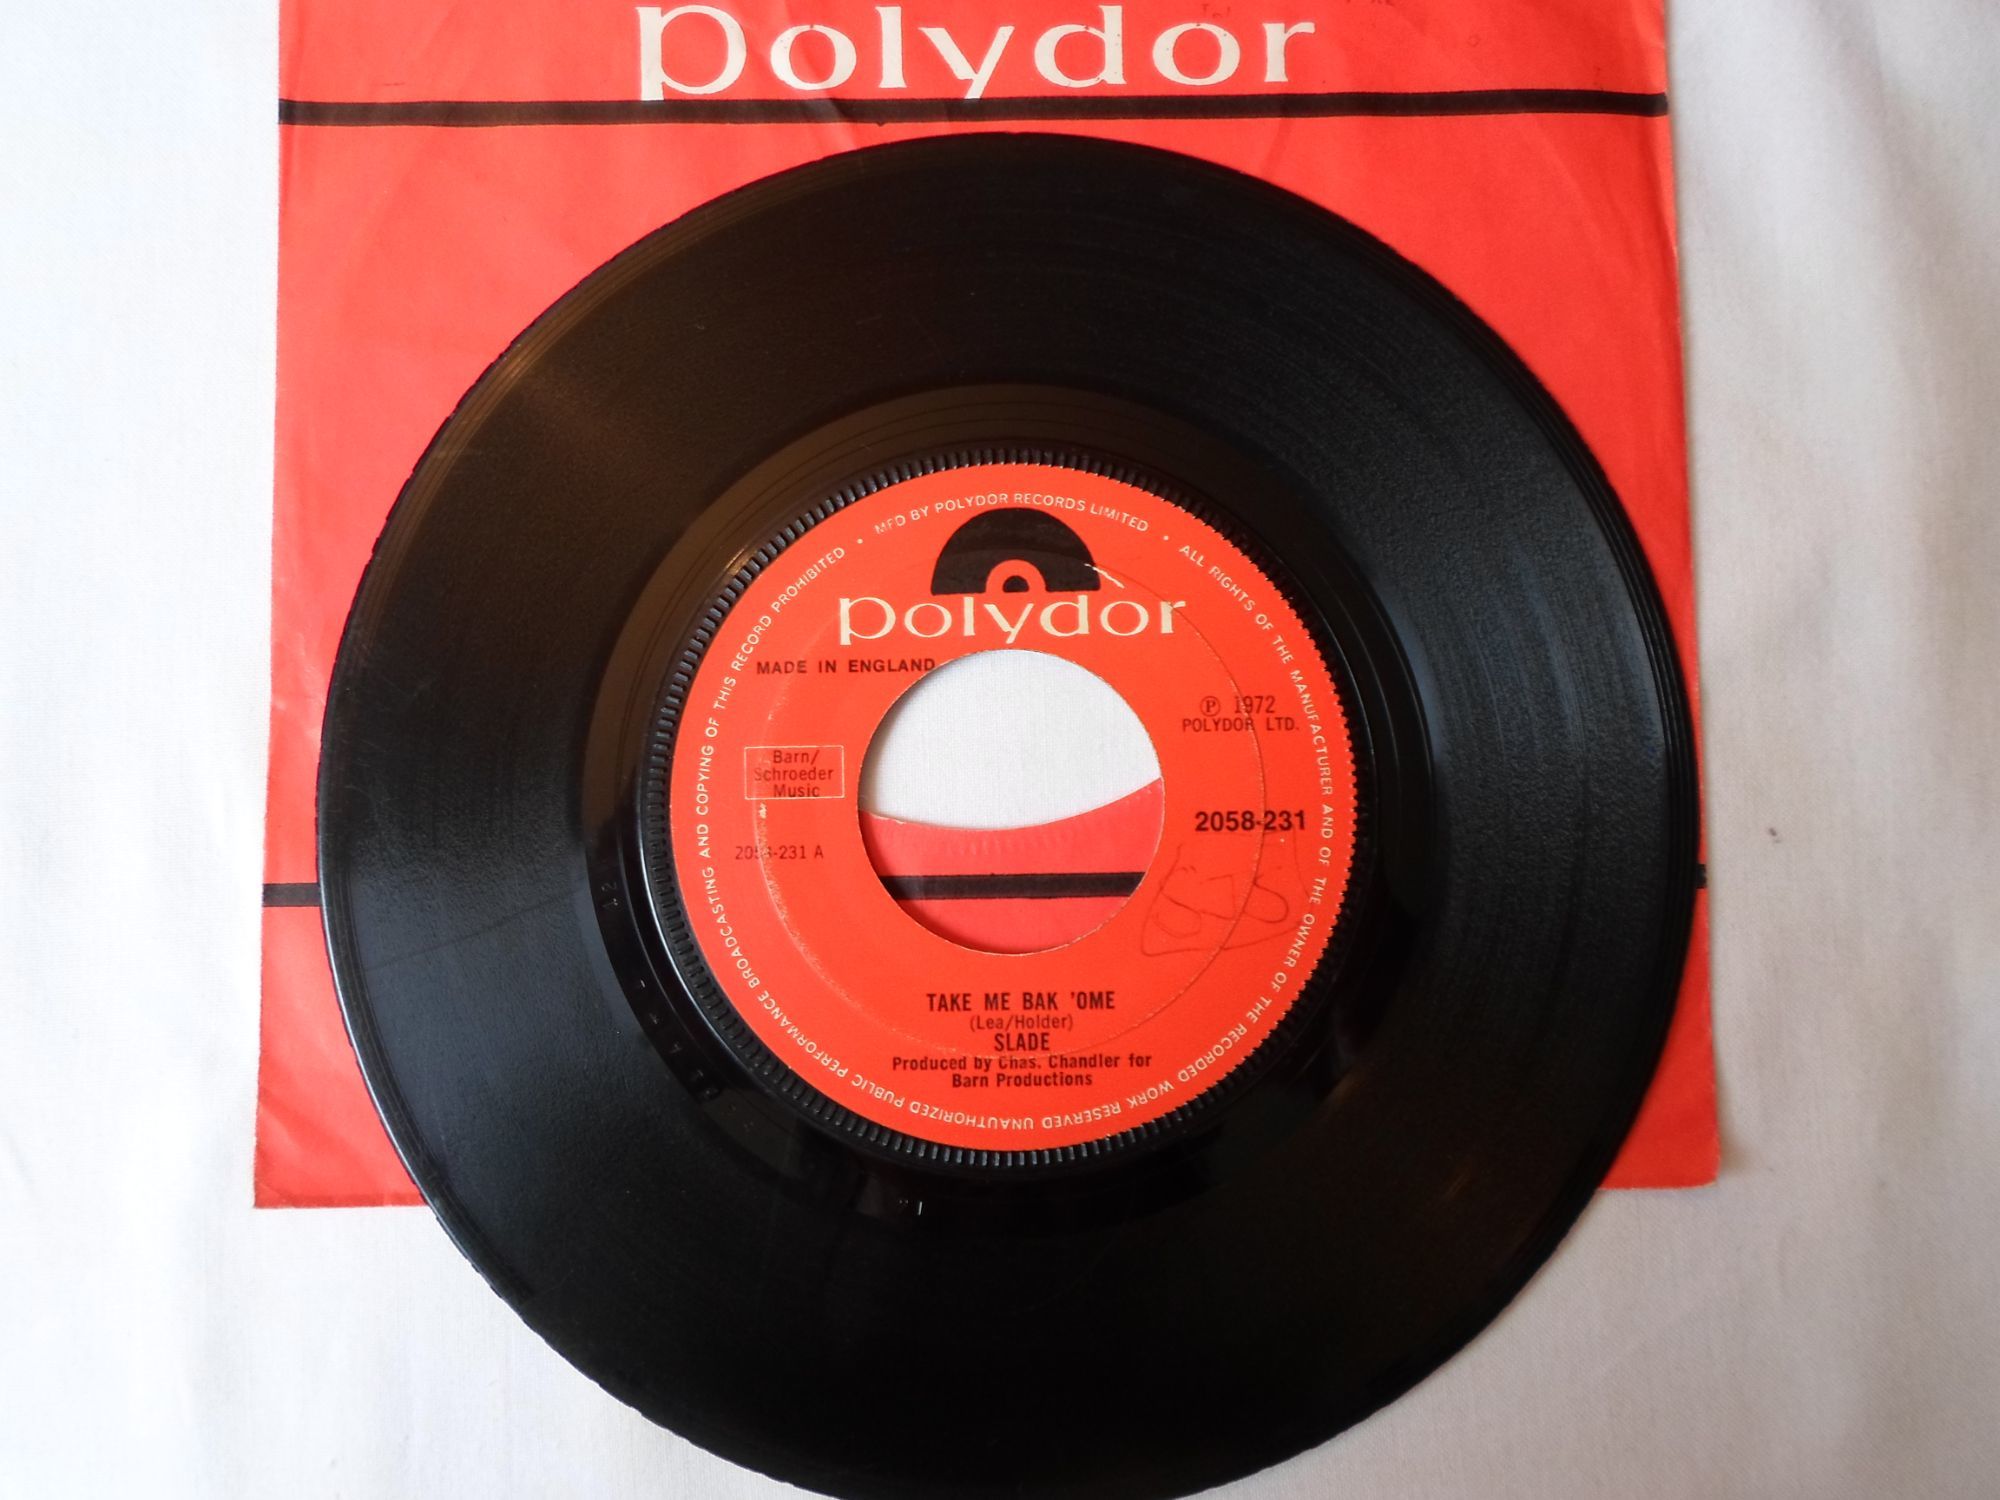 polydor
MFD BY POLYDOR RECORDS LIMITED • ALL RIGHTS OF THE MANUFACTURER AND OF THE OWNER OF THE RECORDED WORK RESERVED UNAUTHORIZED PUBLIC PERFORMANCE BROADCASTING AND COPYING OF THIS RECORD PROHIBITED •
polydor
MADE IN ENGLAND
℗ 1972
POLYDOR LTD.
Barn/
Schroeder
Music
2058-231
2058-231 A
TAKE ME BAK 'OME
(Lea/Holder)
SLADE
Produced by Chas. Chandler for
Barn Productions